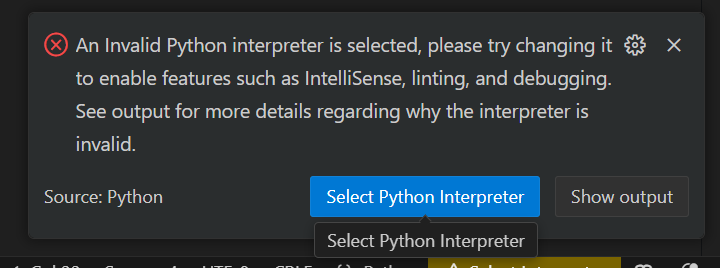 An Invalid Python interpreter is selected, please try changing it
to enable features such as IntelliSense, linting, and debugging.
See output for more details regarding why the interpreter is
invalid.
Source: Python
Select Python Interpreter
Show output
Select Python Interpreter